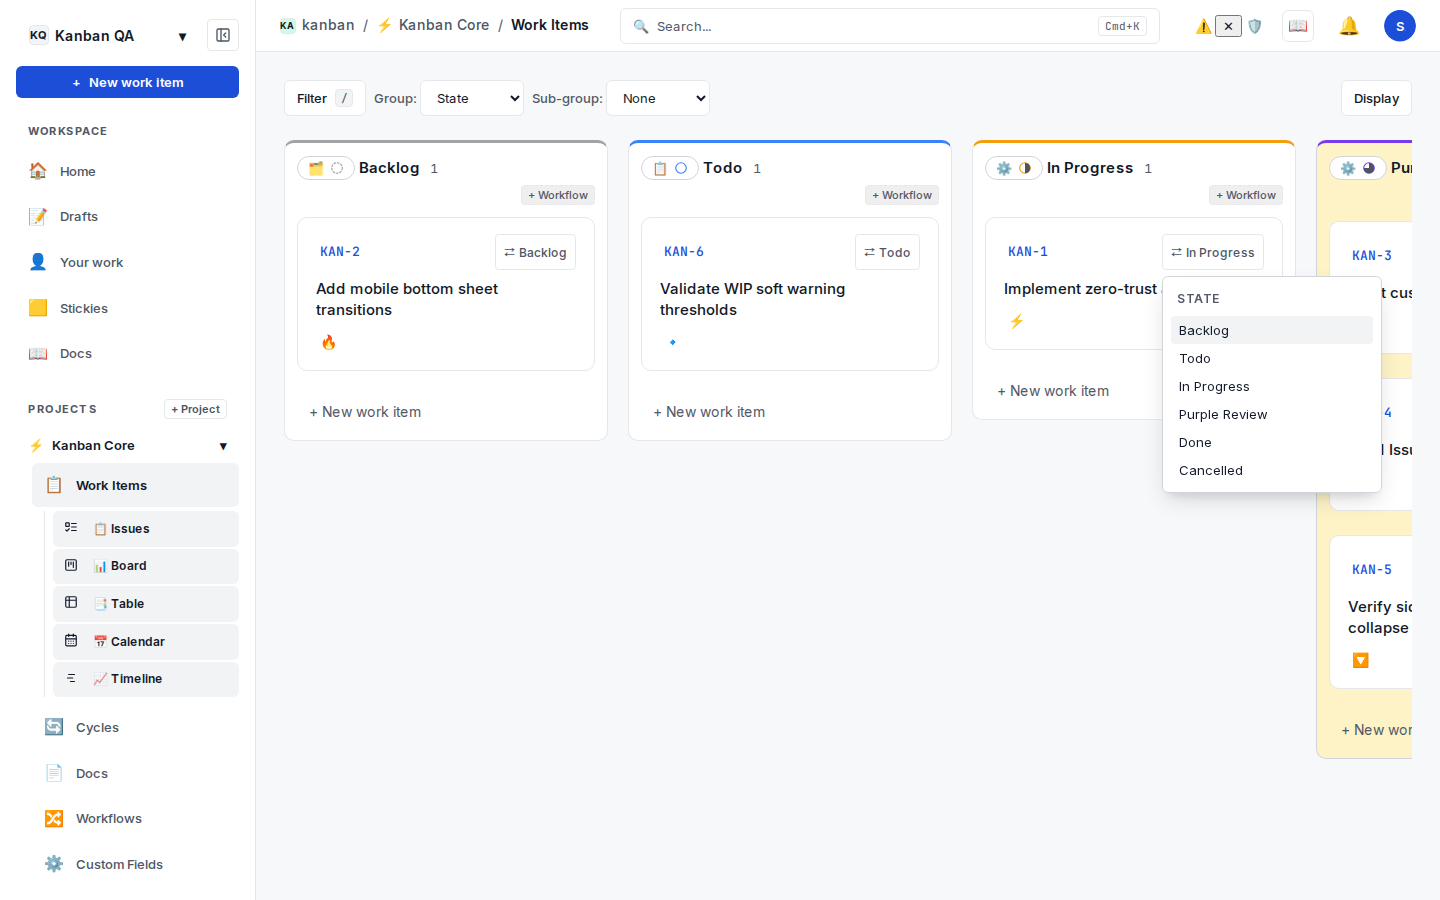 KQ Kanban QA ▾
+ New work item
WORKSPACE
Home
Drafts
Your work
Stickies
Docs
PROJECTS + Project
Kanban Core ▾
Work Items
Issues
Board
Table
Calendar
Timeline
Cycles
Docs
Workflows
Custom Fields
KA kanban / Kanban Core / Work Items
Search... Cmd+K
S
Filter / Group: State Sub-group: None Display
Backlog 1
+ Workflow
KAN-2 Backlog
Add mobile bottom sheet
transitions
+ New work item
Todo 1
+ Workflow
KAN-6 Todo
Validate WIP soft warning
thresholds
+ New work item
In Progress 1
+ Workflow
KAN-1 In Progress
Implement zero-trust
+ New work item
STATE
Backlog
Todo
In Progress
Purple Review
Done
Cancelled
KAN-3
KAN-5
collapse